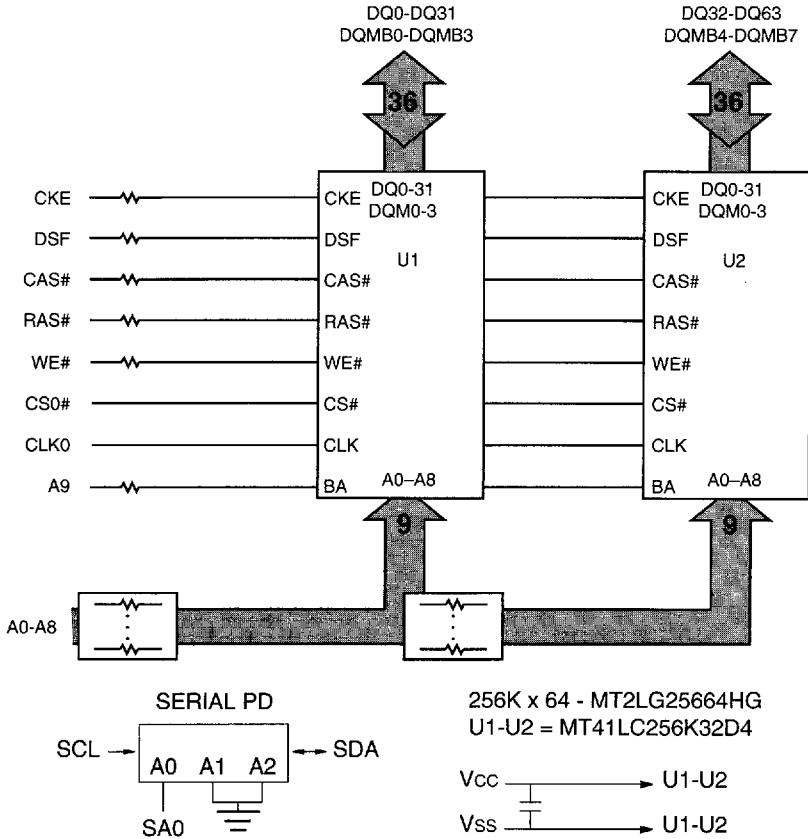 DQ0-DQ31 DQ32-DQ63
DQMB0-DQMB3 DQMB4-DQMB7
36 36
DQ0-31 DQ0-31
CKE CKE DQM0-3 CKE DQM0-3
DSF DSF DSF
U1 U2
CAS# CAS# CAS#
RAS# RAS# RAS#
WE# WE# WE#
CS0# CS# CS#
CLK0 CLK CLK
A9 BA A0–A8 BA A0–A8
9 9
A0-A8
SERIAL PD
SCL A0 A1 A2 SDA
SA0
256K x 64 - MT2LG25664HG
U1-U2 = MT41LC256K32D4
Vcc U1-U2
Vss U1-U2